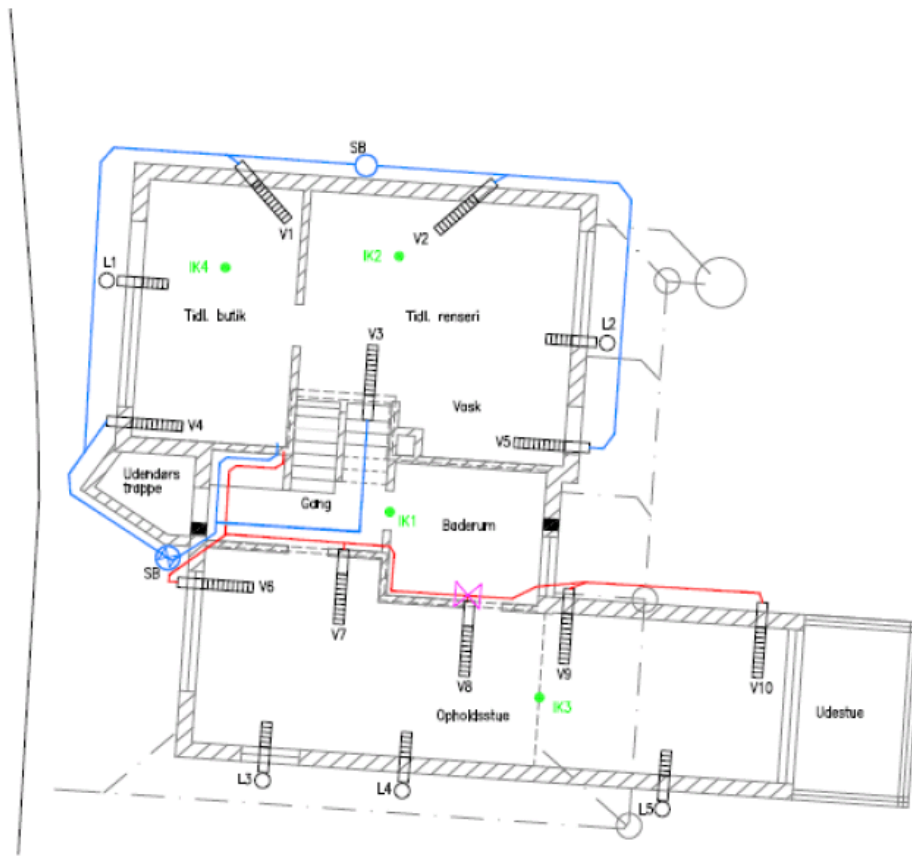 SB
V1
V2
IK4
IK2
L1
Tidl. butik
Tidl. renseri
V3
L2
Vask
V4
V5
Udendørs
trappe
Gang
IK1
Baderum
SB
V6
V7
V8
V9
V10
IK3
Opholdsstue
Udestue
L3
L4
L5